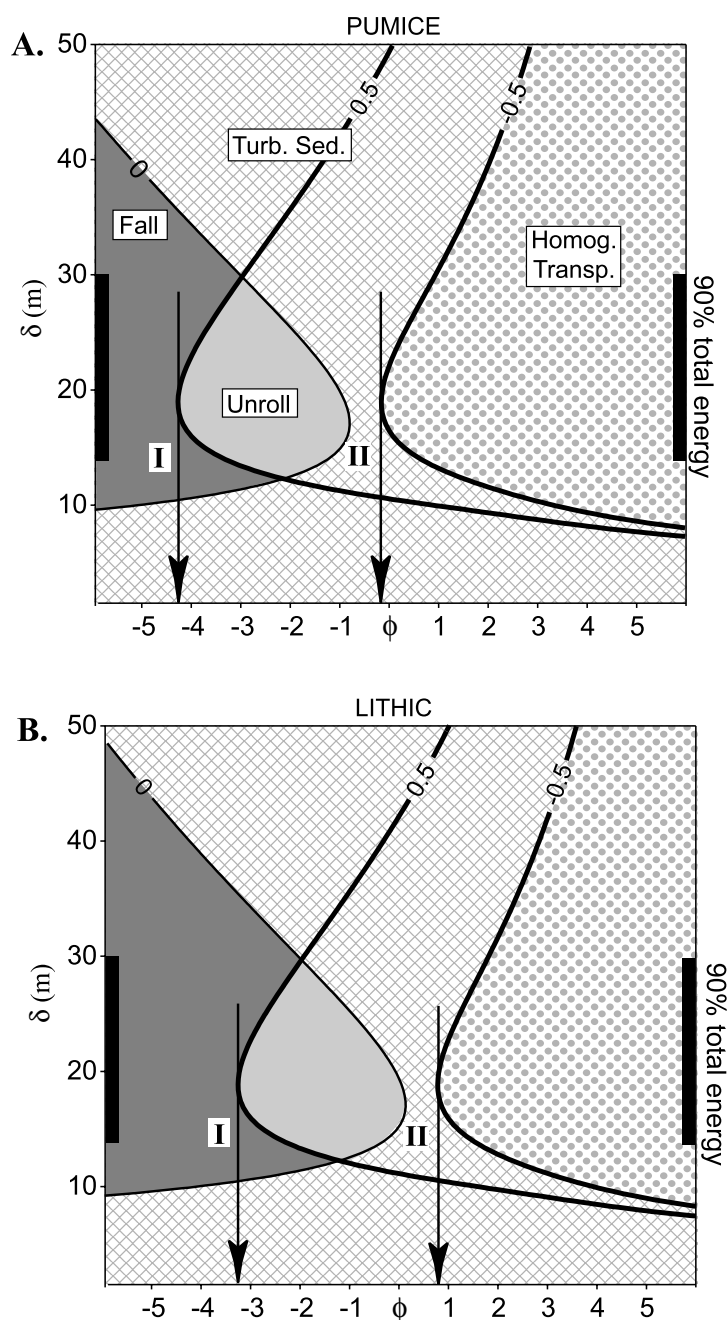 A.
PUMICE
50
40
30
20
10
δ (m)
0
0.5
-0.5
Turb. Sed.
Fall
Homog.
Transp.
Unroll
I
II
90% total energy
-5 -4 -3 -2 -1 ϕ 1 2 3 4 5
B.
LITHIC
50
40
30
20
10
δ (m)
0
0.5
-0.5
I
II
90% total energy
-5 -4 -3 -2 -1 ϕ 1 2 3 4 5